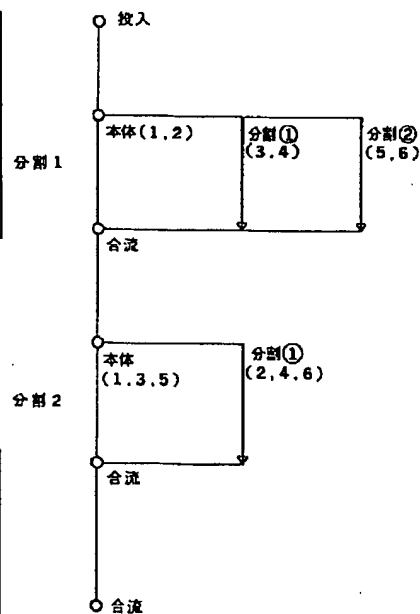 投入
本体(1,2)
分割①
(3,4)
分割②
(5,6)
分割1
合流
本体
(1.3.5)
分割①
(2,4,6)
分割2
合流
合流